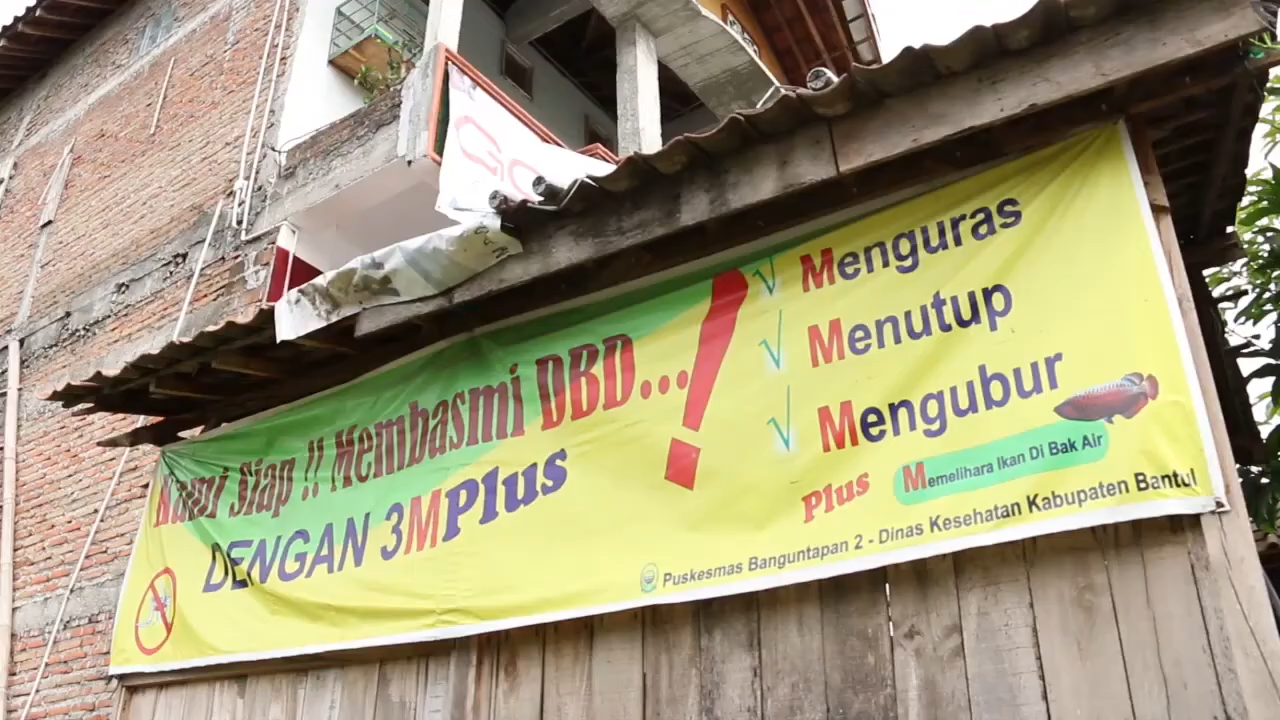 Kami Siap !! Membasmi DBD...!
DENGAN 3MPlus
√ Menguras
√ Menutup
√ Mengubur
Plus Memelihara Ikan Di Bak Air
Puskesmas Banguntapan 2 - Dinas Kesehatan Kabupaten Bantul